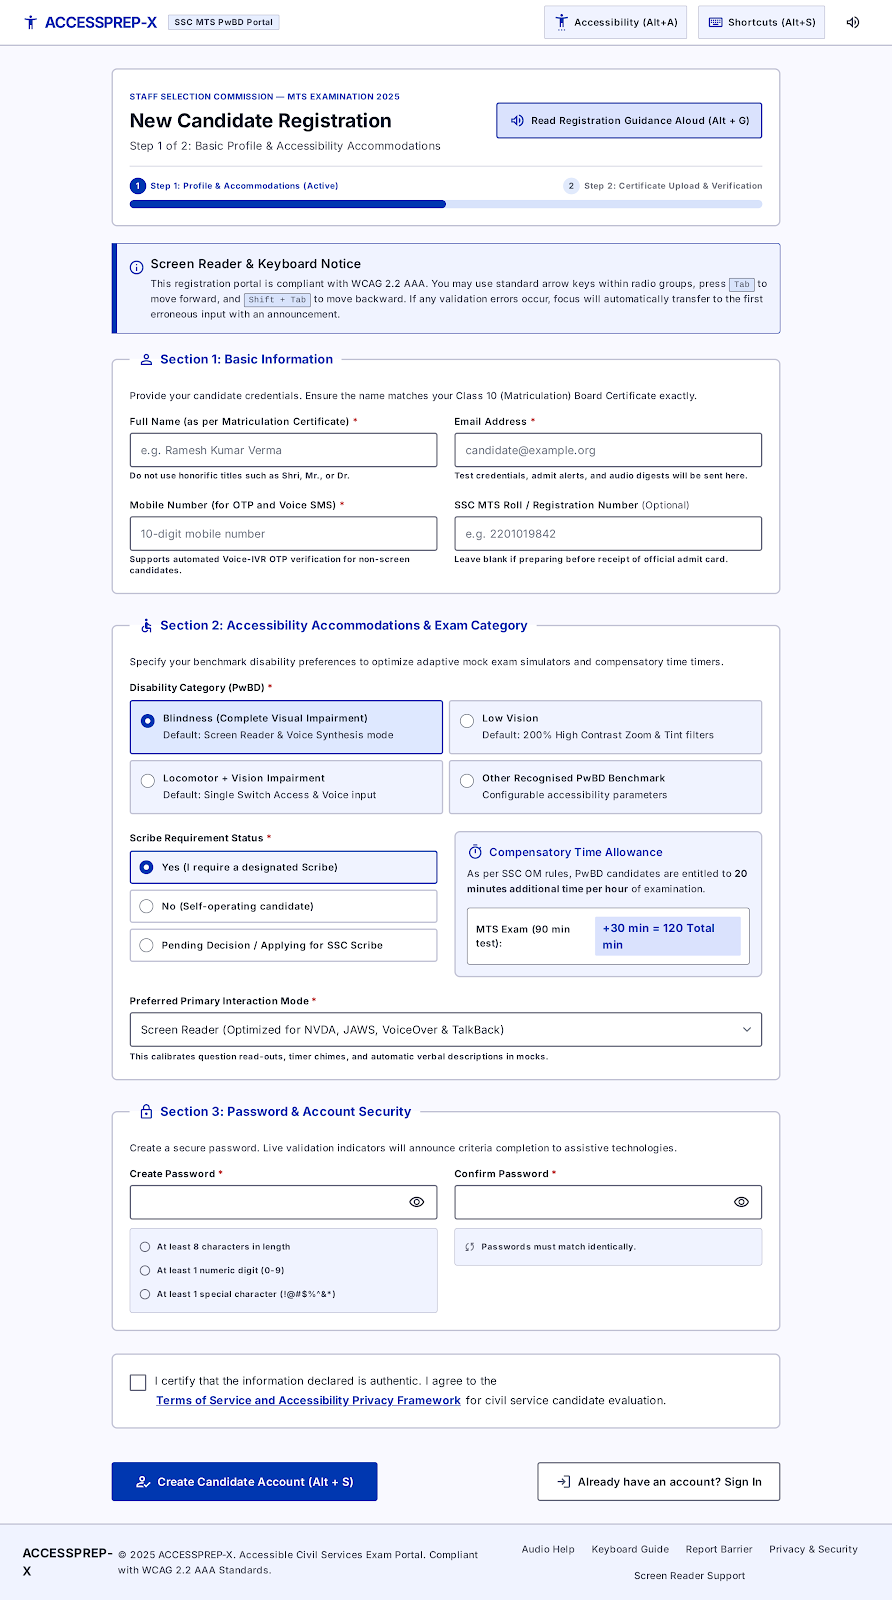 ACCESSPREP-X SSC MTS PwBD Portal Accessibility (Alt+A) Shortcuts (Alt+S)
STAFF SELECTION COMMISSION — MTS EXAMINATION 2025
New Candidate Registration
Read Registration Guidance Aloud (Alt + G)
Step 1 of 2: Basic Profile & Accessibility Accommodations
1 Step 1: Profile & Accommodations (Active)
2 Step 2: Certificate Upload & Verification
Screen Reader & Keyboard Notice
This registration portal is compliant with WCAG 2.2 AAA. You may use standard arrow keys within radio groups, press Tab to
move forward, and Shift + Tab to move backward. If any validation errors occur, focus will automatically transfer to the first
erroneous input with an announcement.
Section 1: Basic Information
Provide your candidate credentials. Ensure the name matches your Class 10 (Matriculation) Board Certificate exactly.
Full Name (as per Matriculation Certificate) *
e.g. Ramesh Kumar Verma
Do not use honorific titles such as Shri, Mr., or Dr.
Email Address *
candidate@example.org
Test credentials, admit alerts, and audio digests will be sent here.
Mobile Number (for OTP and Voice SMS) *
10-digit mobile number
Supports automated Voice-IVR OTP verification for non-screen
candidates.
SSC MTS Roll / Registration Number (Optional)
e.g. 2201019842
Leave blank if preparing before receipt of official admit card.
Section 2: Accessibility Accommodations & Exam Category
Specify your benchmark disability preferences to optimize adaptive mock exam simulators and compensatory time timers.
Disability Category (PwBD) *
Blindness (Complete Visual Impairment)
Default: Screen Reader & Voice Synthesis mode
Low Vision
Default: 200% High Contrast Zoom & Tint filters
Locomotor + Vision Impairment
Default: Single Switch Access & Voice input
Other Recognised PwBD Benchmark
Configurable accessibility parameters
Scribe Requirement Status *
Yes (I require a designated Scribe)
No (Self-operating candidate)
Pending Decision / Applying for SSC Scribe
Compensatory Time Allowance
As per SSC OM rules, PwBD candidates are entitled to 20
minutes additional time per hour of examination.
MTS Exam (90 min
test):
+30 min = 120 Total
min
Preferred Primary Interaction Mode *
Screen Reader (Optimized for NVDA, JAWS, VoiceOver & TalkBack)
This calibrates question read-outs, timer chimes, and automatic verbal descriptions in mocks.
Section 3: Password & Account Security
Create a secure password. Live validation indicators will announce criteria completion to assistive technologies.
Create Password *
At least 8 characters in length
At least 1 numeric digit (0-9)
At least 1 special character (!@#$%^&*)
Confirm Password *
Passwords must match identically.
I certify that the information declared is authentic. I agree to the
Terms of Service and Accessibility Privacy Framework for civil service candidate evaluation.
Create Candidate Account (Alt + S)
Already have an account? Sign In
ACCESSPREP-
X
© 2025 ACCESSPREP-X. Accessible Civil Services Exam Portal. Compliant
with WCAG 2.2 AAA Standards.
Audio Help Keyboard Guide Report Barrier Privacy & Security
Screen Reader Support